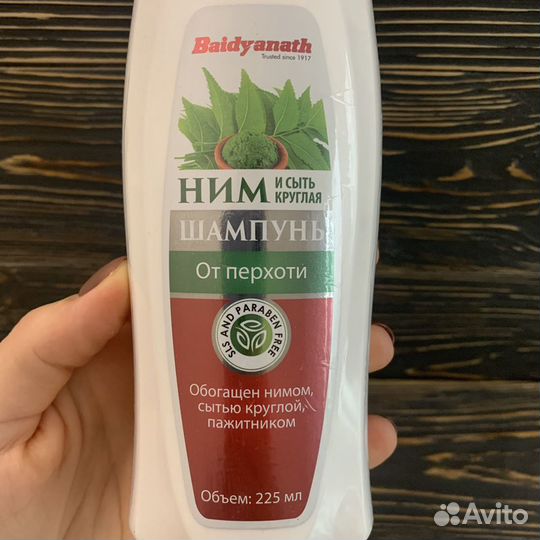 Baidyanath
Trusted since 1917
НИМ И СЫТЬ
КРУГЛАЯ
ШАМПУНЬ
От перхоти
SLS AND PARABEN FREE
Обогащен нимом,
сытью круглой,
пажитником
Объем: 225 мл
Avito